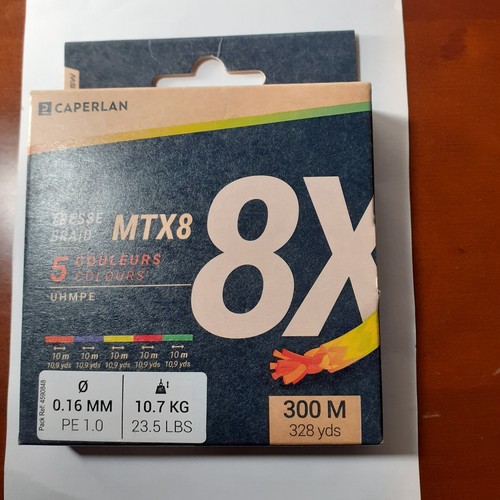 CAPERLAN
TRESSE
BRAID
MTX8
8X
5 COULEURS
COLOURS
UHMPE
10 m 10 m 10 m 10 m 10 m
10,9 yds 10,9 yds 10,9 yds 10,9 yds 10,9 yds
Ø
0.16 MM
PE 1.0
10.7 KG
23.5 LBS
300 M
328 yds